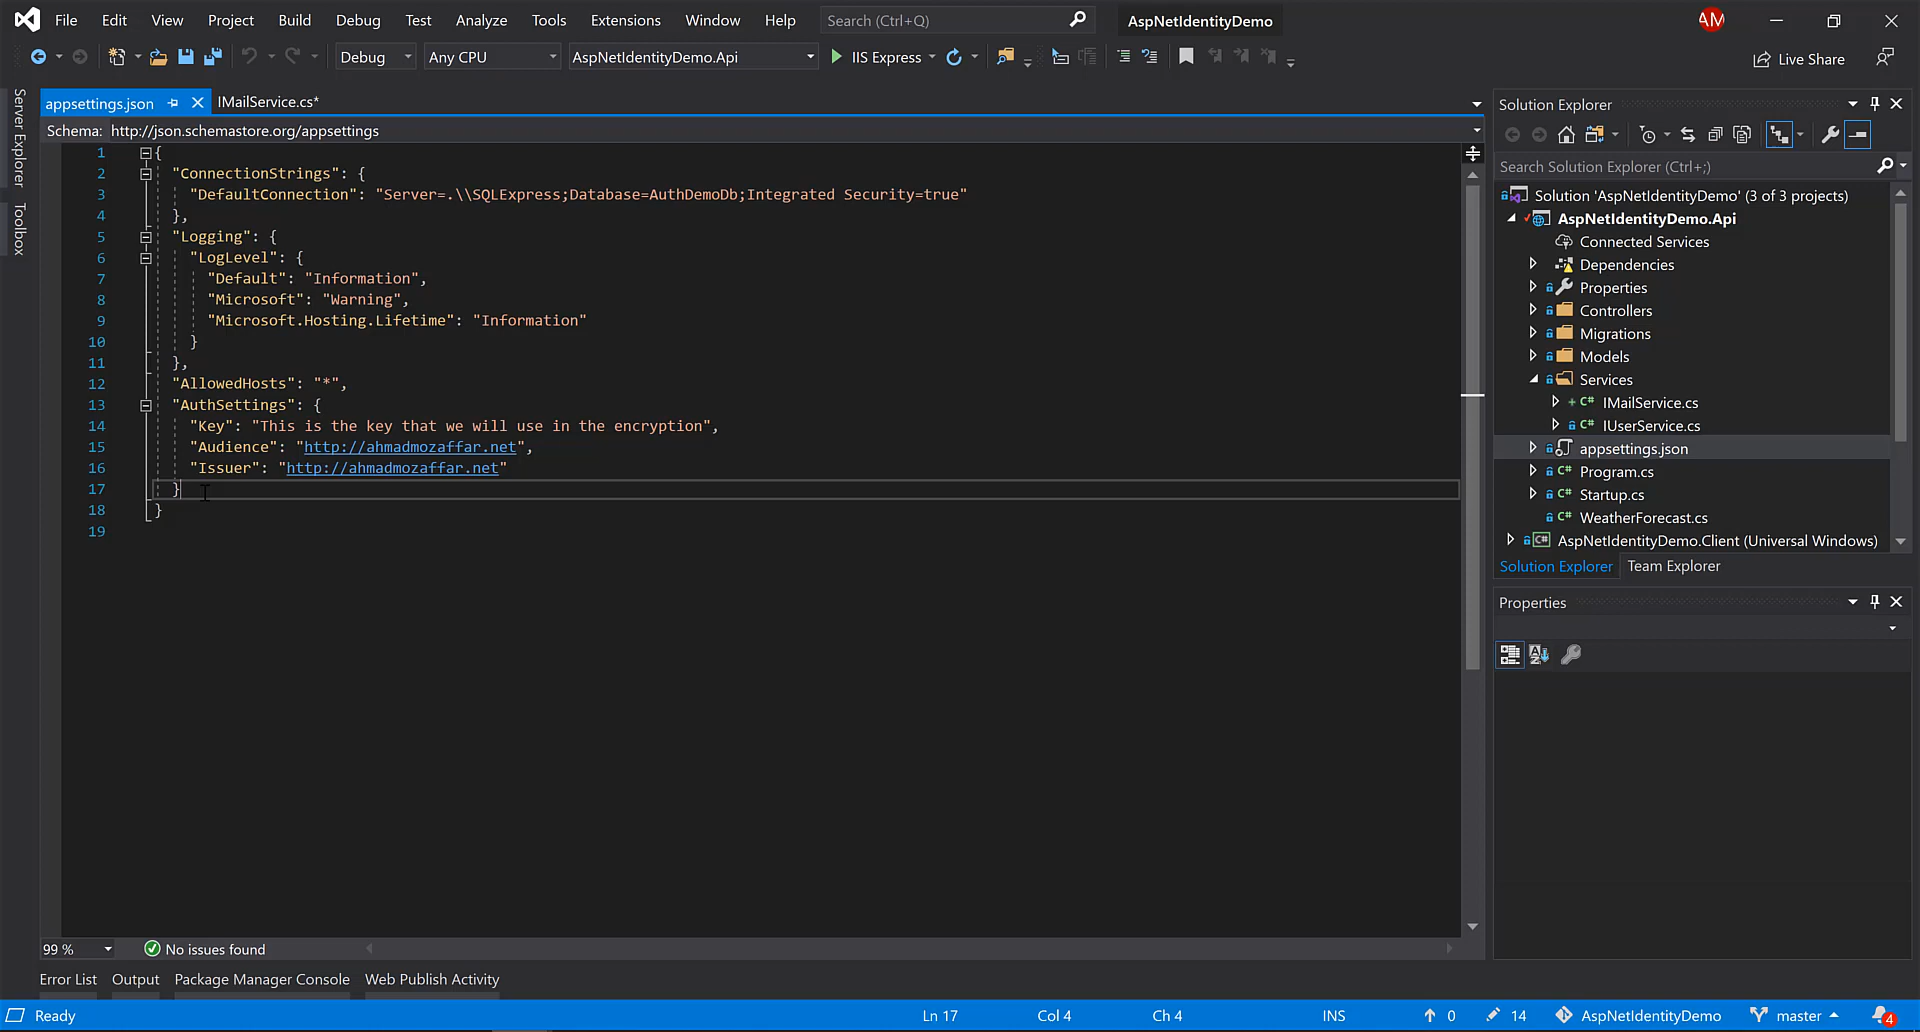 File Edit View Project Build Debug Test Analyze Tools Extensions Window Help Search (Ctrl+Q) AspNetIdentityDemo AM
Debug Any CPU AspNetIdentityDemo.Api IIS Express Live Share
Server Explorer
Toolbox
appsettings.json IMailService.cs*
Schema: http://json.schemastore.org/appsettings
1 {
2 "ConnectionStrings": {
3 "DefaultConnection": "Server=.\\SQLExpress;Database=AuthDemoDb;Integrated Security=true"
4 },
5 "Logging": {
6 "LogLevel": {
7 "Default": "Information",
8 "Microsoft": "Warning",
9 "Microsoft.Hosting.Lifetime": "Information"
10 }
11 },
12 "AllowedHosts": "*",
13 "AuthSettings": {
14 "Key": "This is the key that we will use in the encryption",
15 "Audience": "http://ahmadmozaffar.net",
16 "Issuer": "http://ahmadmozaffar.net"
17 }
18 }
19
99 % No issues found
Solution Explorer
Search Solution Explorer (Ctrl+;)
Solution 'AspNetIdentityDemo' (3 of 3 projects)
AspNetIdentityDemo.Api
Connected Services
Dependencies
Properties
Controllers
Migrations
Models
Services
IMailService.cs
IUserService.cs
appsettings.json
Program.cs
Startup.cs
WeatherForecast.cs
AspNetIdentityDemo.Client (Universal Windows)
Solution Explorer Team Explorer
Properties
Error List Output Package Manager Console Web Publish Activity
Ready Ln 17 Col 4 Ch 4 INS 0 14 AspNetIdentityDemo master 4